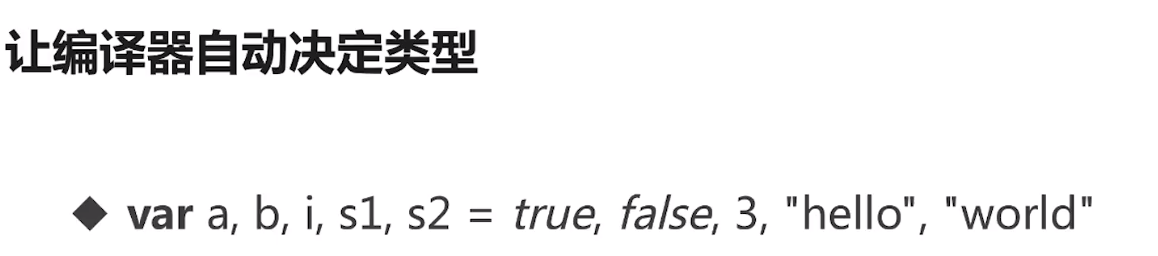 让编译器自动决定类型
◆ var a, b, i, s1, s2 = true, false, 3, "hello", "world"